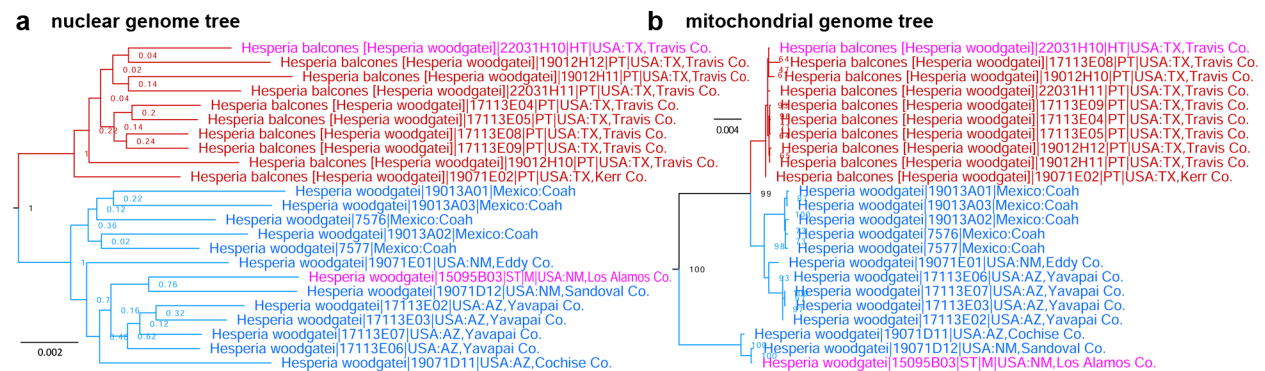 a nuclear genome tree
Hesperia balcones [Hesperia woodgatei]|22031H10|HT|USA:TX,Travis Co.
0.04
Hesperia balcones [Hesperia woodgatei]|19012H12|PT|USA:TX,Travis Co.
0.02
Hesperia balcones [Hesperia woodgatei]|19012H11|PT|USA:TX,Travis Co.
0.14
Hesperia balcones [Hesperia woodgatei]|22031H11|PT|USA:TX,Travis Co.
0.04
Hesperia balcones [Hesperia woodgatei]|17113E04|PT|USA:TX,Travis Co.
0.2
Hesperia balcones [Hesperia woodgatei]|17113E05|PT|USA:TX,Travis Co.
0.22
0.14
Hesperia balcones [Hesperia woodgatei]|17113E08|PT|USA:TX,Travis Co.
0.24
Hesperia balcones [Hesperia woodgatei]|17113E09|PT|USA:TX,Travis Co.
1
Hesperia balcones [Hesperia woodgatei]|19012H10|PT|USA:TX,Travis Co.
Hesperia balcones [Hesperia woodgatei]|19071E02|PT|USA:TX,Kerr Co.
Hesperia woodgatei|19013A01|Mexico:Coah
0.22
Hesperia woodgatei|19013A03|Mexico:Coah
1
0.12
Hesperia woodgatei|7576|Mexico:Coah
0.36
Hesperia woodgatei|19013A02|Mexico:Coah
0.02
Hesperia woodgatei|7577|Mexico:Coah
1
Hesperia woodgatei|19071E01|USA:NM,Eddy Co.
Hesperia woodgatei|15095B03|ST|M|USA:NM,Los Alamos Co.
0.76
Hesperia woodgatei|19071D12|USA:NM,Sandoval Co.
0.7
Hesperia woodgatei|17113E02|USA:AZ,Yavapai Co.
0.16
0.32
Hesperia woodgatei|17113E03|USA:AZ,Yavapai Co.
0.12
Hesperia woodgatei|17113E07|USA:AZ,Yavapai Co.
0.62
Hesperia woodgatei|17113E06|USA:AZ,Yavapai Co.
Hesperia woodgatei|19071D11|USA:AZ,Cochise Co.
0.002
b mitochondrial genome tree
Hesperia balcones [Hesperia woodgatei]|22031H10|HT|USA:TX,Travis Co.
Hesperia balcones [Hesperia woodgatei]|17113E08|PT|USA:TX,Travis Co.
Hesperia balcones [Hesperia woodgatei]|19012H10|PT|USA:TX,Travis Co.
Hesperia balcones [Hesperia woodgatei]|22031H11|PT|USA:TX,Travis Co.
Hesperia balcones [Hesperia woodgatei]|17113E09|PT|USA:TX,Travis Co.
Hesperia balcones [Hesperia woodgatei]|17113E04|PT|USA:TX,Travis Co.
0.004
Hesperia balcones [Hesperia woodgatei]|17113E05|PT|USA:TX,Travis Co.
Hesperia balcones [Hesperia woodgatei]|19012H12|PT|USA:TX,Travis Co.
Hesperia balcones [Hesperia woodgatei]|19012H11|PT|USA:TX,Travis Co.
Hesperia balcones [Hesperia woodgatei]|19071E02|PT|USA:TX,Kerr Co.
99
Hesperia woodgatei|19013A01|Mexico:Coah
Hesperia woodgatei|19013A03|Mexico:Coah
Hesperia woodgatei|19013A02|Mexico:Coah
Hesperia woodgatei|7576|Mexico:Coah
98
Hesperia woodgatei|7577|Mexico:Coah
Hesperia woodgatei|19071E01|USA:NM,Eddy Co.
100
93
Hesperia woodgatei|17113E06|USA:AZ,Yavapai Co.
Hesperia woodgatei|17113E07|USA:AZ,Yavapai Co.
Hesperia woodgatei|17113E03|USA:AZ,Yavapai Co.
Hesperia woodgatei|17113E02|USA:AZ,Yavapai Co.
Hesperia woodgatei|19071D11|USA:AZ,Cochise Co.
100
Hesperia woodgatei|19071D12|USA:NM,Sandoval Co.
100
Hesperia woodgatei|15095B03|ST|M|USA:NM,Los Alamos Co.